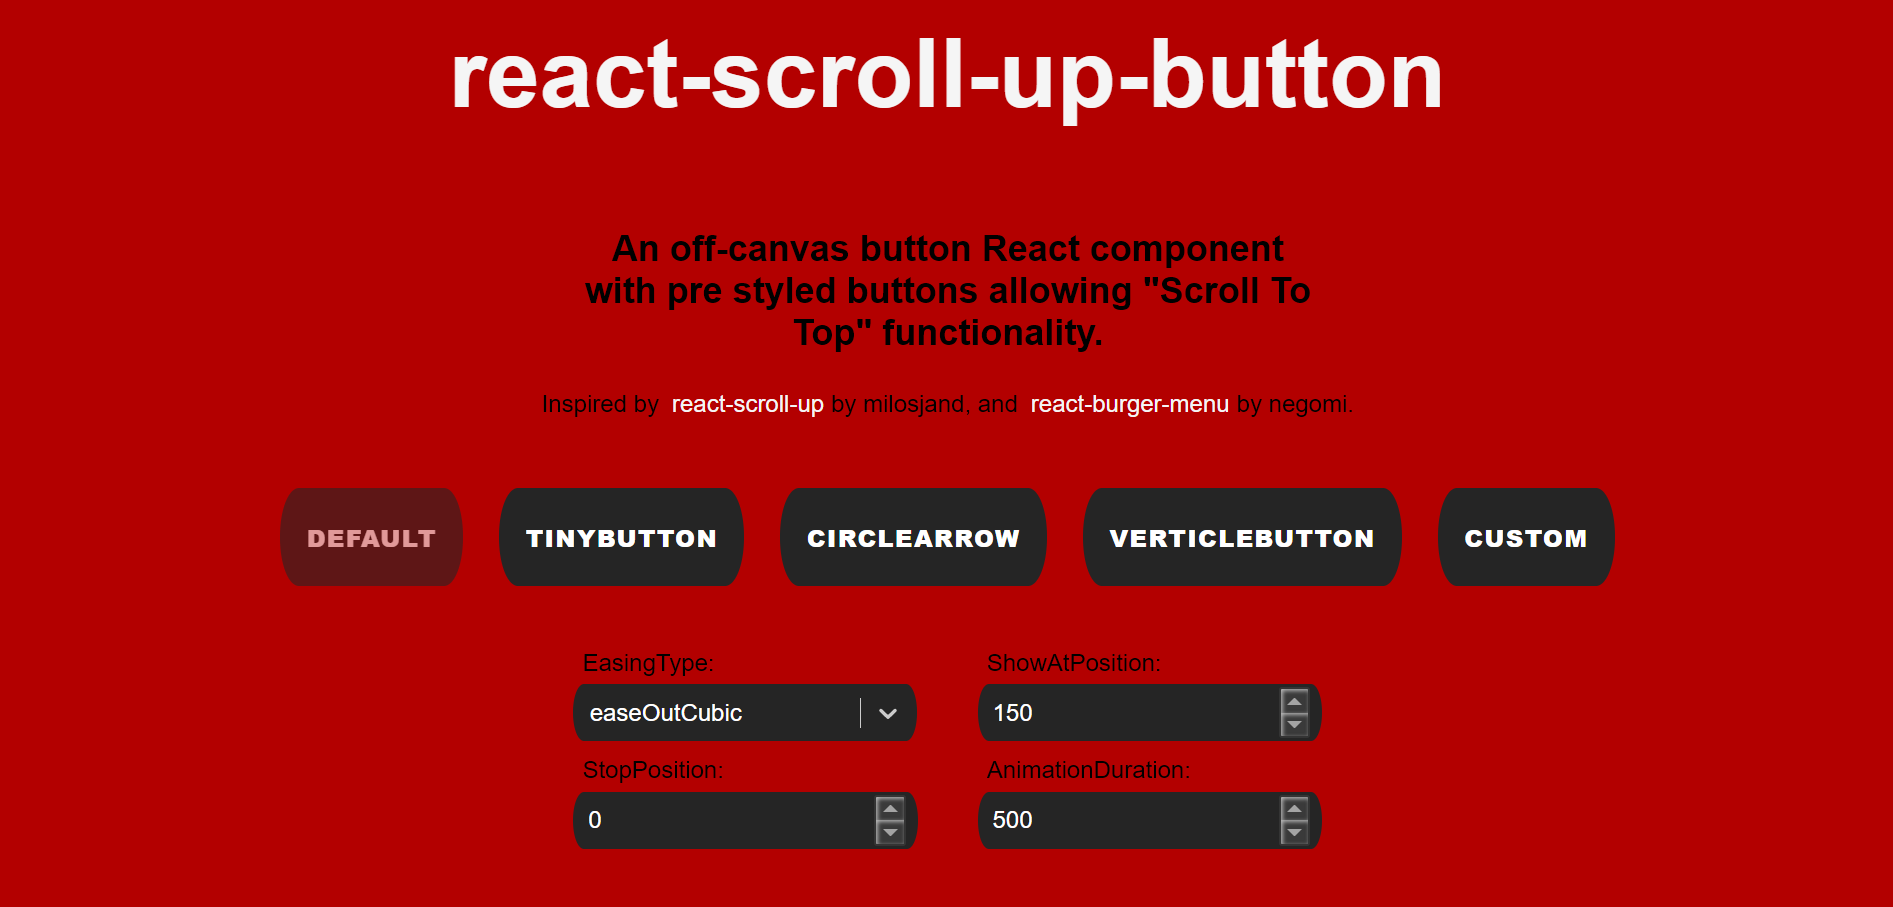 react-scroll-up-button
An off-canvas button React component
with pre styled buttons allowing "Scroll To
Top" functionality.
Inspired by react-scroll-up by milosjand, and react-burger-menu by negomi.
DEFAULT TINYBUTTON CIRCLEARROW VERTICLEBUTTON CUSTOM
EasingType: ShowAtPosition:
easeOutCubic 150
StopPosition: AnimationDuration:
0 500